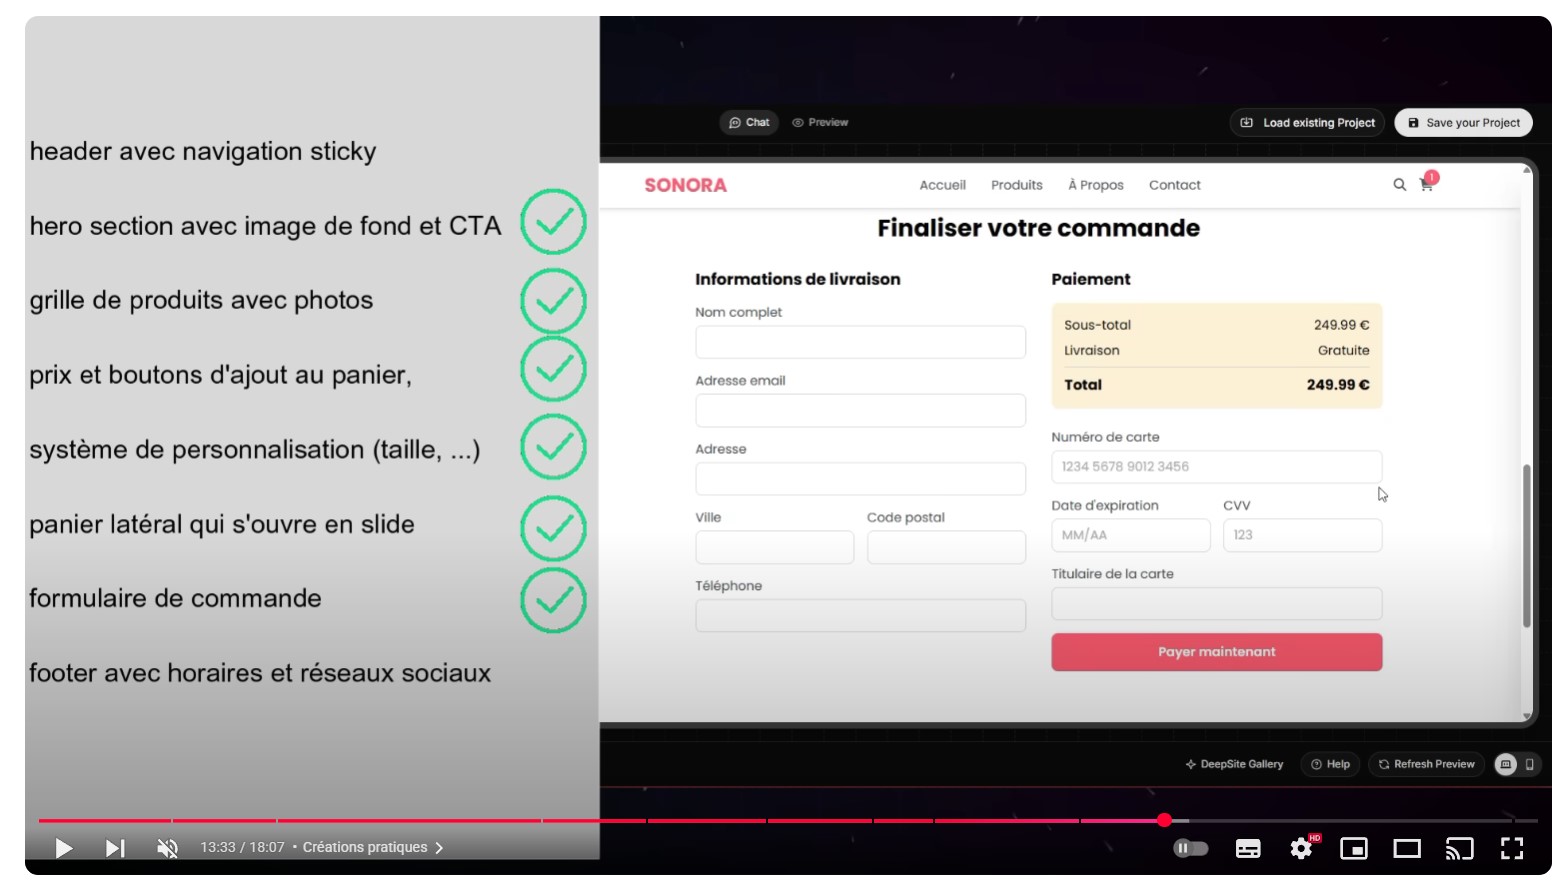 header avec navigation sticky
hero section avec image de fond et CTA
grille de produits avec photos
prix et boutons d'ajout au panier,
système de personnalisation (taille, ...)
panier latéral qui s'ouvre en slide
formulaire de commande
footer avec horaires et réseaux sociaux
Chat Preview Load existing Project Save your Project
SONORA Accueil Produits À Propos Contact 1
Finaliser votre commande
Informations de livraison
Nom complet
Adresse email
Adresse
Ville Code postal
Téléphone
Paiement
Sous-total 249.99 €
Livraison Gratuite
Total 249.99 €
Numéro de carte
1234 5678 9012 3456
Date d'expiration CVV
MM/AA 123
Titulaire de la carte
Payer maintenant
DeepSite Gallery Help Refresh Preview
13:33 / 18:07 • Créations pratiques HD